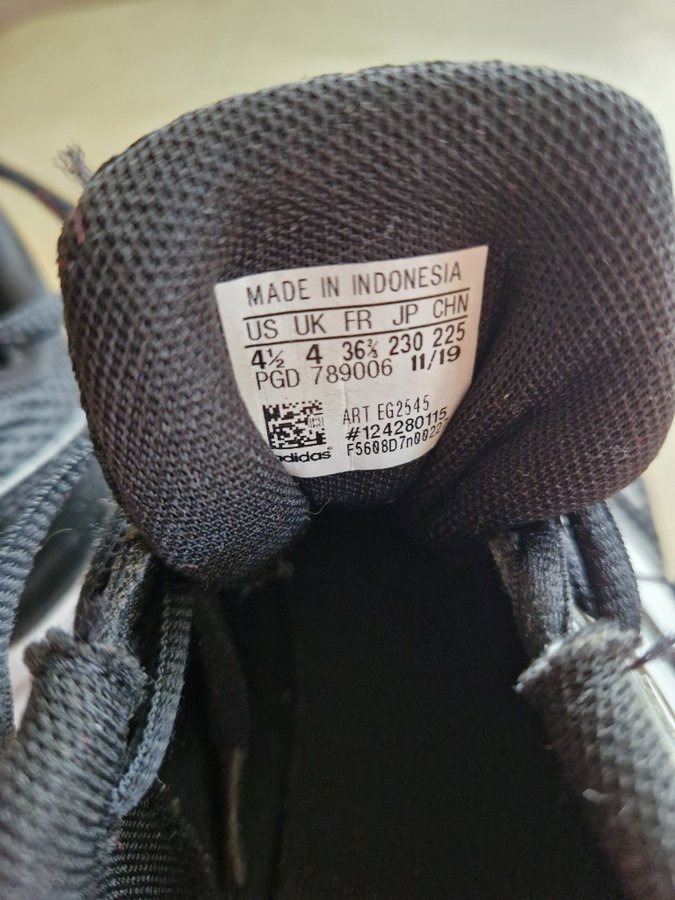 MADE IN INDONESIA
US UK FR JP CHN
4½ 4 36⅔ 230 225
PGD 789006 11/19
ART EG2545
#124280115
adidas